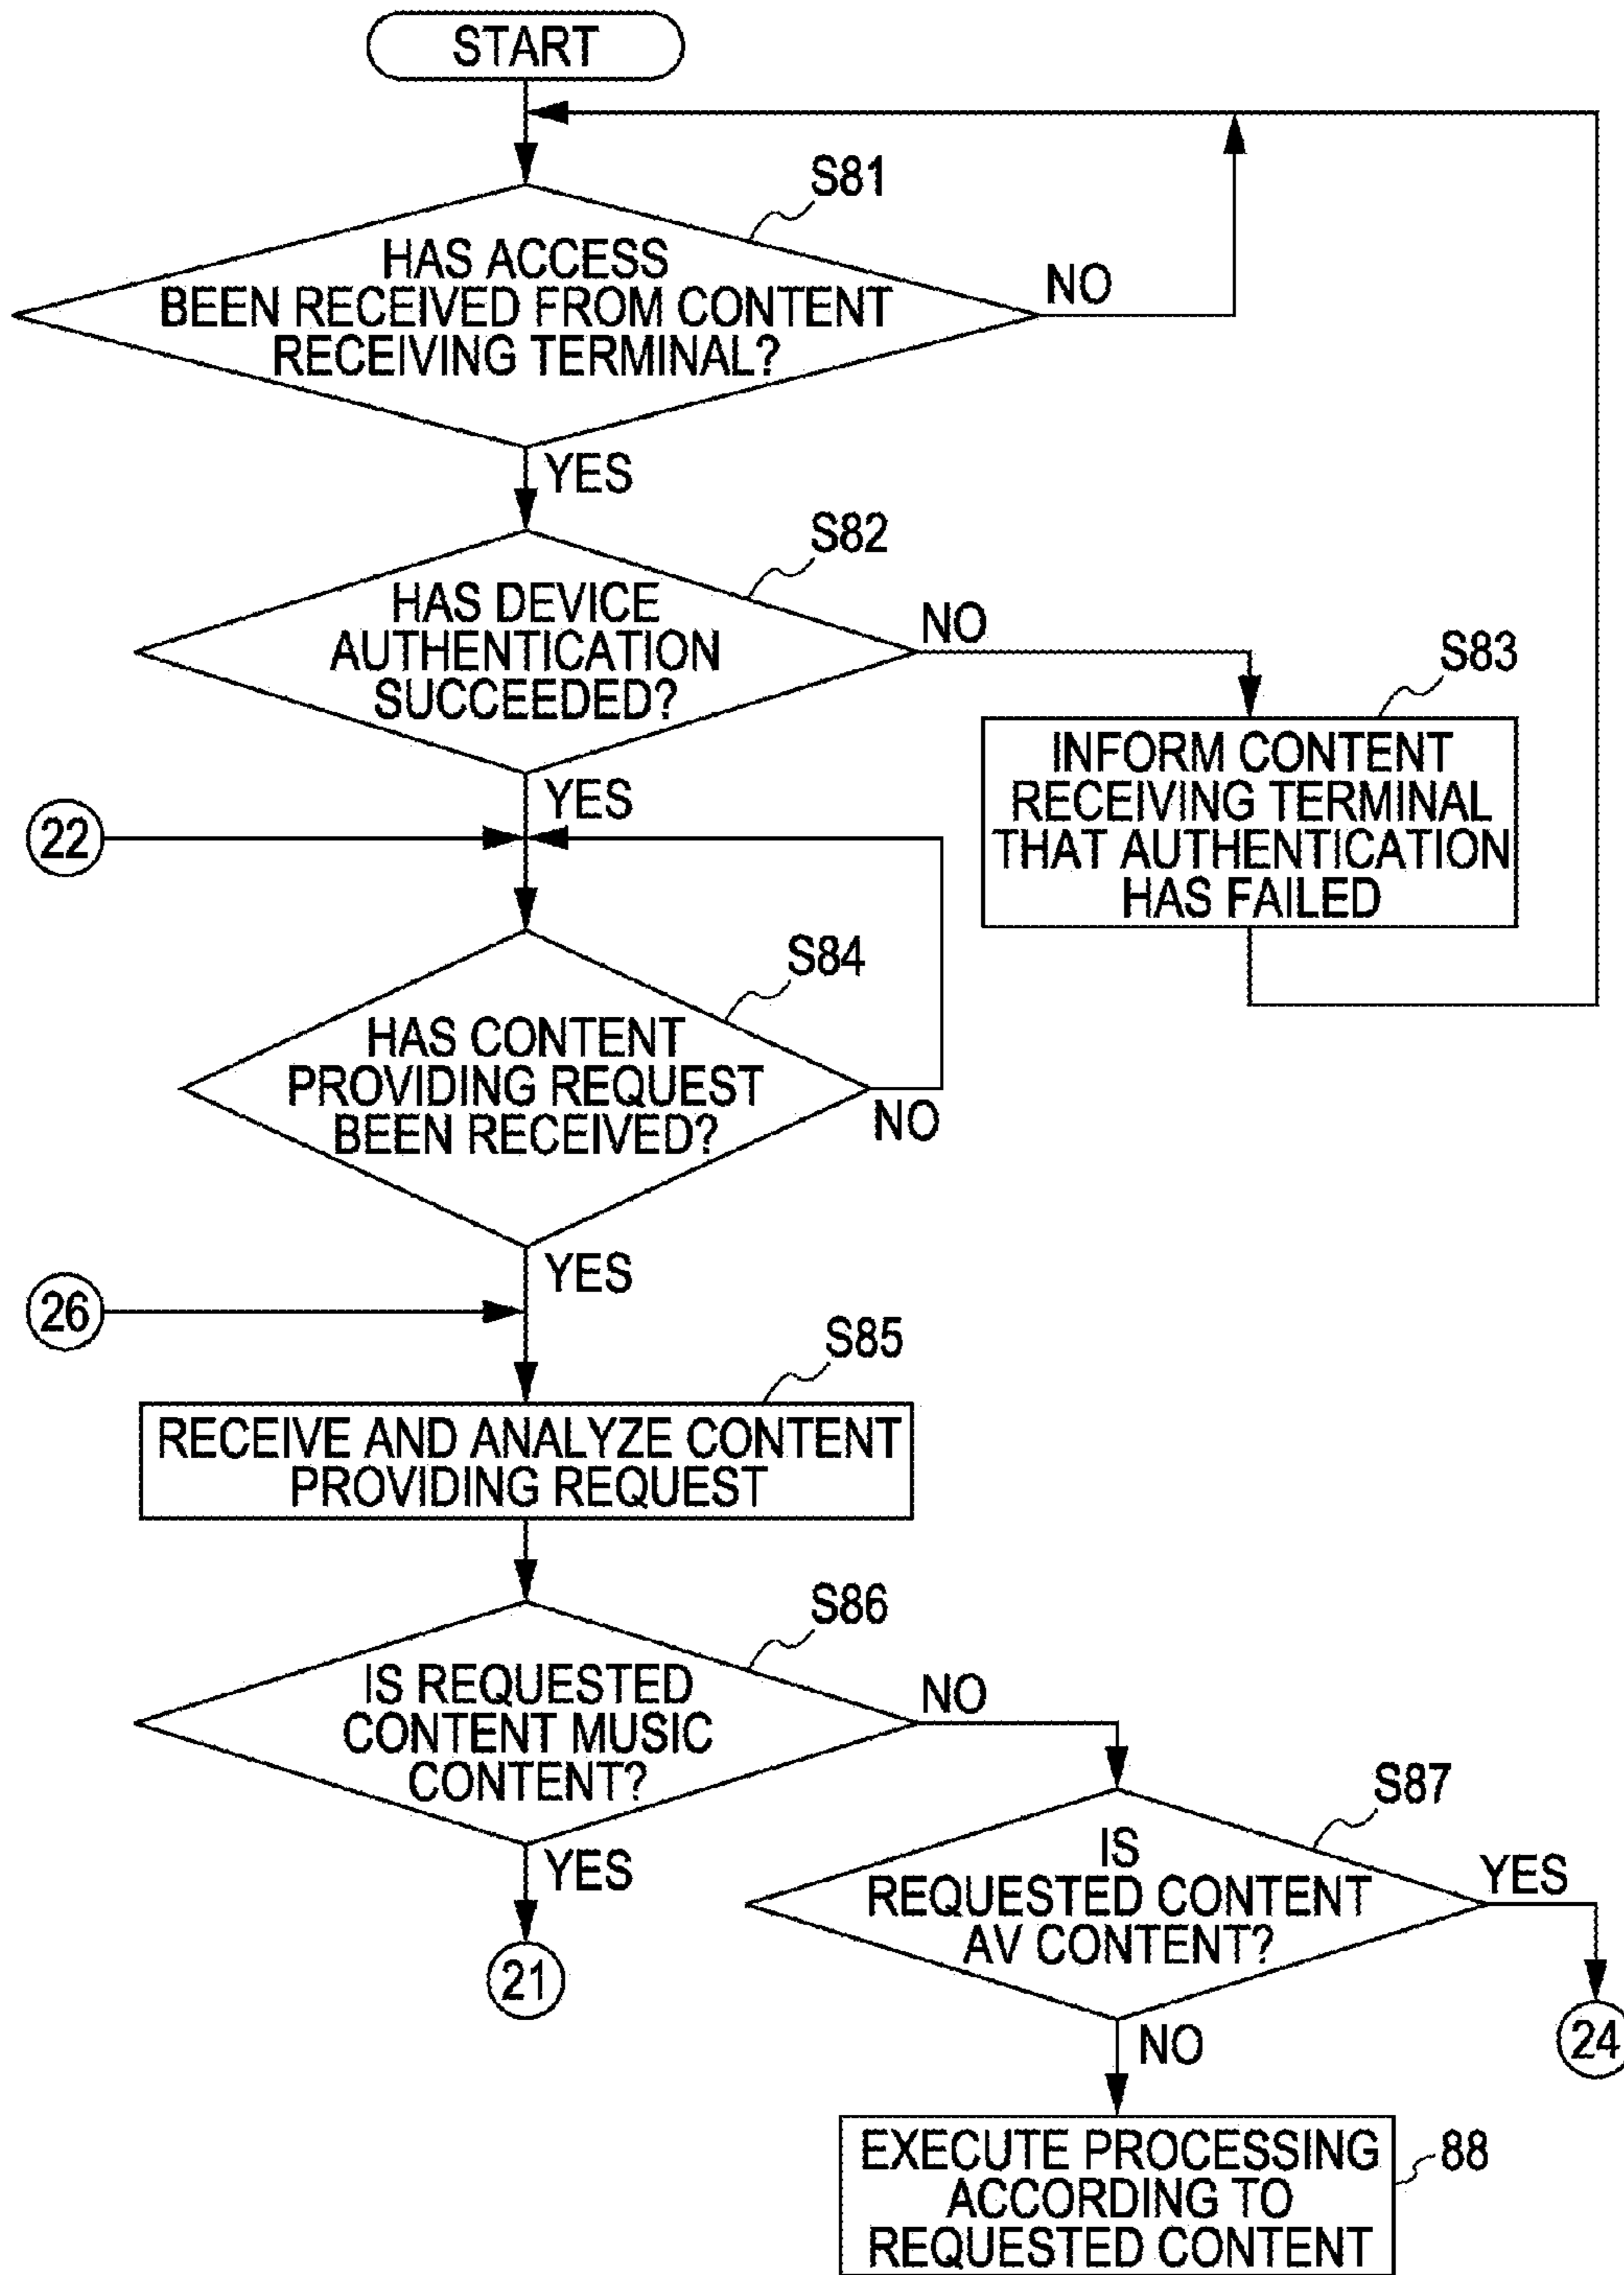 START
S81
HAS ACCESS
BEEN RECEIVED FROM CONTENT
RECEIVING TERMINAL?
NO
YES
S82
HAS DEVICE
AUTHENTICATION
SUCCEEDED?
NO
S83
INFORM CONTENT
RECEIVING TERMINAL
THAT AUTHENTICATION
HAS FAILED
YES
22
S84
HAS CONTENT
PROVIDING REQUEST
BEEN RECEIVED?
NO
YES
26
S85
RECEIVE AND ANALYZE CONTENT
PROVIDING REQUEST
S86
IS REQUESTED
CONTENT MUSIC
CONTENT?
NO
YES
21
S87
IS
REQUESTED CONTENT
AV CONTENT?
YES
24
NO
88
EXECUTE PROCESSING
ACCORDING TO
REQUESTED CONTENT